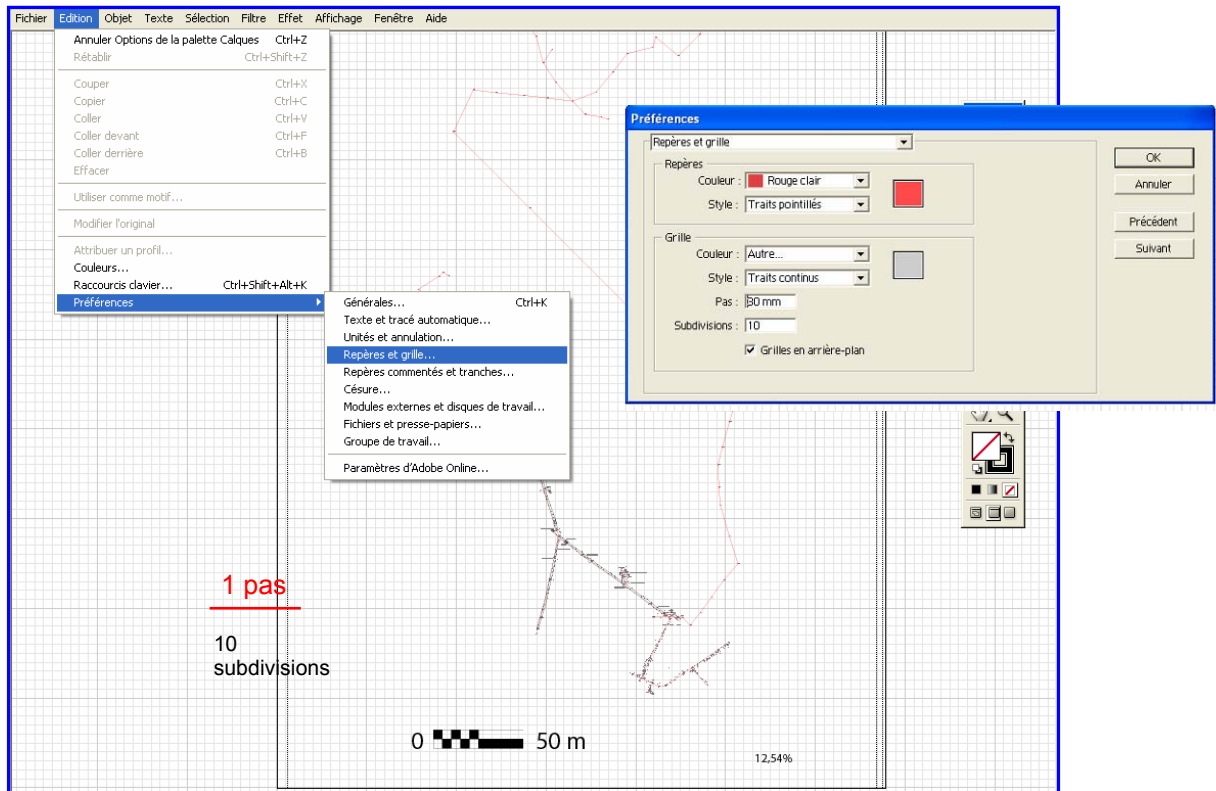 Fichier Edition Objet Texte Sélection Filtre Effet Affichage Fenêtre Aide
Annuler Options de la palette Calques Ctrl+Z
Rétablir Ctrl+Shift+Z
Couper Ctrl+X
Copier Ctrl+C
Coller Ctrl+V
Coller devant Ctrl+F
Coller derrière Ctrl+B
Effacer
Utiliser comme motif...
Modifier l'original
Attribuer un profil...
Couleurs...
Raccourcis clavier... Ctrl+Shift+Alt+K
Préférences
Générales... Ctrl+K
Texte et tracé automatique...
Unités et annulation...
Repères et grille...
Repères commentés et tranches...
Césure...
Modules externes et disques de travail...
Fichiers et presse-papiers...
Groupe de travail...
Paramètres d'Adobe Online...
Préférences
Repères et grille
Repères
Couleur : Rouge clair
Style : Traits pointillés
Grille
Couleur : Autre...
Style : Traits continus
Pas : 30 mm
Subdivisions : 10
Grilles en arrière-plan
OK
Annuler
Précédent
Suivant
1 pas
10
subdivisions
0 50 m
12,54%